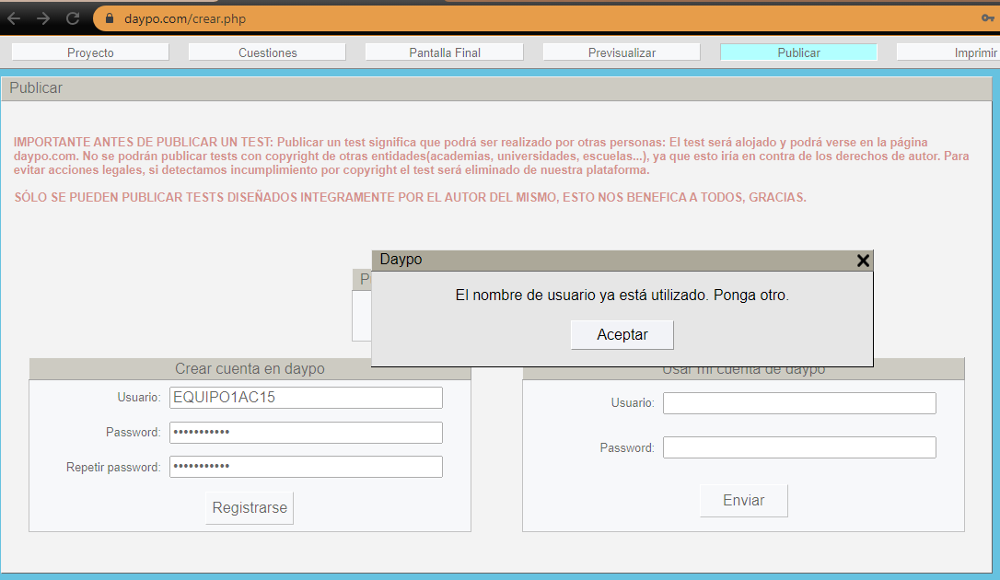 daypo.com/crear.php
Proyecto
Cuestiones
Pantalla Final
Previsualizar
Publicar
Imprimir
Publicar
IMPORTANTE ANTES DE PUBLICAR UN TEST: Publicar un test significa que podrá ser realizado por otras personas: El test será alojado y podrá verse en la página
daypo.com. No se podrán publicar tests con copyright de otras entidades(academias, universidades, escuelas...), ya que esto iría en contra de los derechos de autor. Para
evitar acciones legales, si detectamos incumplimiento por copyright el test será eliminado de nuestra plataforma.
SÓLO SE PUEDEN PUBLICAR TESTS DISEÑADOS INTEGRAMENTE POR EL AUTOR DEL MISMO, ESTO NOS BENEFICA A TODOS, GRACIAS.
P
Daypo
El nombre de usuario ya está utilizado. Ponga otro.
Aceptar
Crear cuenta en daypo
Usuario: EQUIPO1AC15
Password: •••••••••••
Repetir password: •••••••••••
Registrarse
Usar mi cuenta de daypo
Usuario:
Password:
Enviar